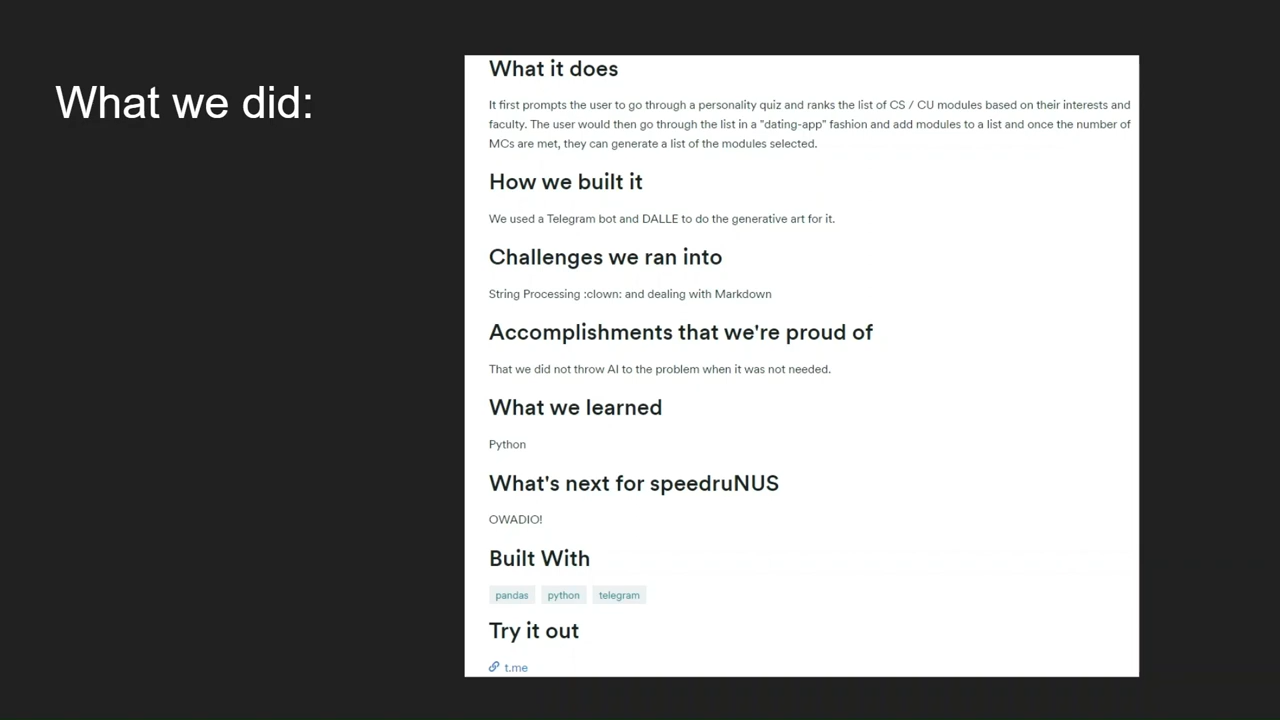 What we did:
What it does
It first prompts the user to go through a personality quiz and ranks the list of CS / CU modules based on their interests and
faculty. The user would then go through the list in a "dating-app" fashion and add modules to a list and once the number of
MCs are met, they can generate a list of the modules selected.
How we built it
We used a Telegram bot and DALLE to do the generative art for it.
Challenges we ran into
String Processing :clown: and dealing with Markdown
Accomplishments that we're proud of
That we did not throw AI to the problem when it was not needed.
What we learned
Python
What's next for speedruNUS
OWADIO!
Built With
pandas python telegram
Try it out
t.me